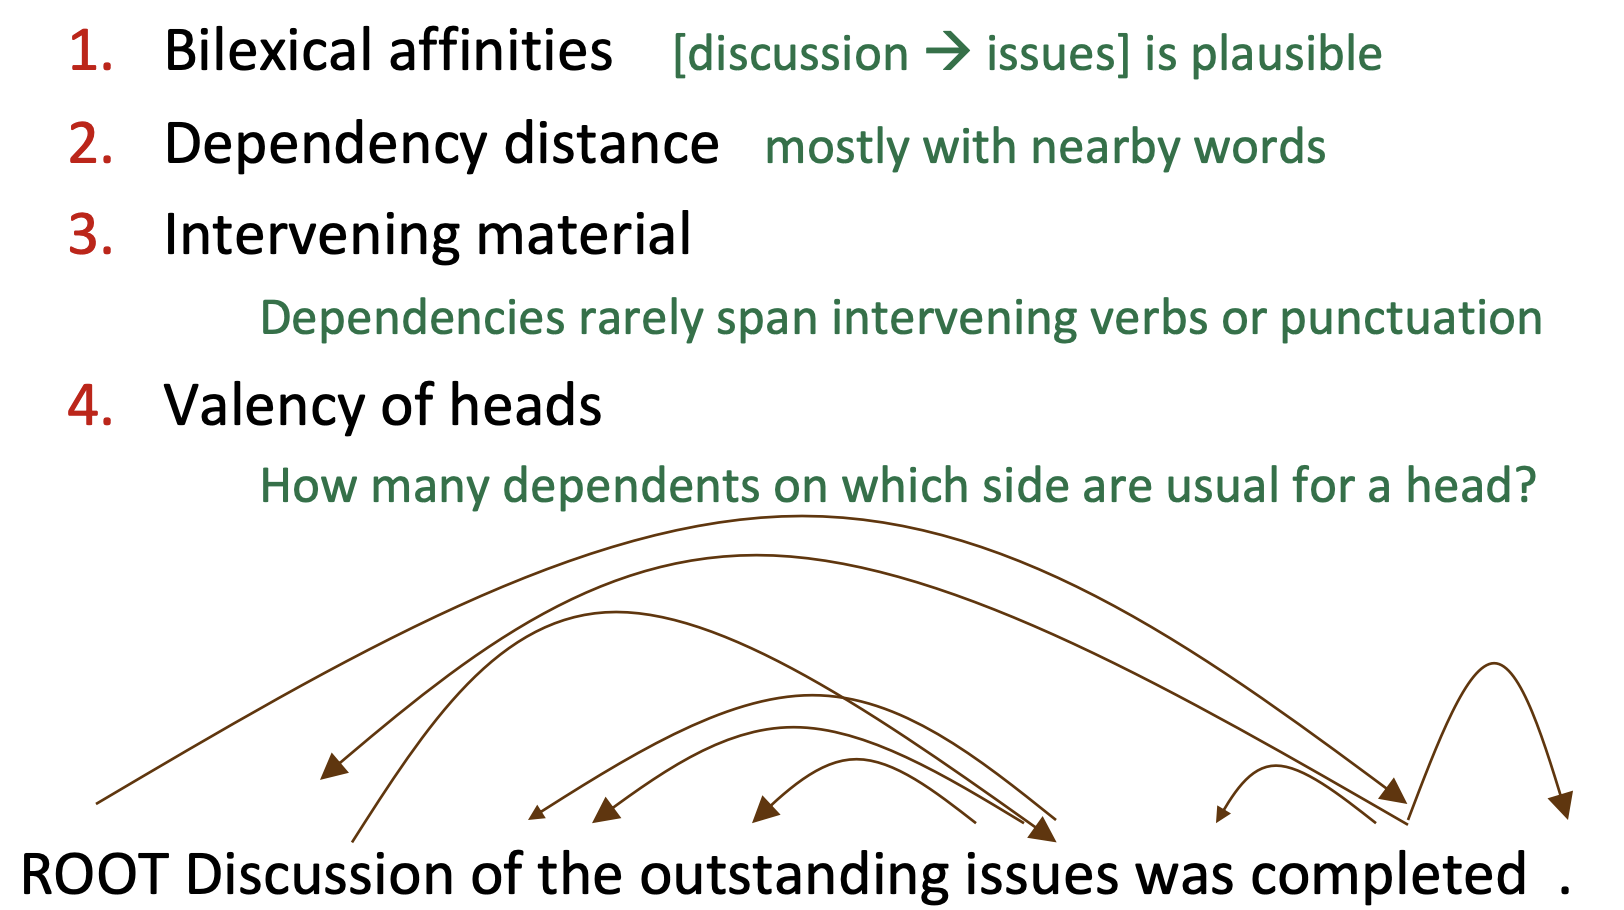 1. Bilexical affinities [discussion → issues] is plausible
2. Dependency distance mostly with nearby words
3. Intervening material
Dependencies rarely span intervening verbs or punctuation
4. Valency of heads
How many dependents on which side are usual for a head?
ROOT Discussion of the outstanding issues was completed .